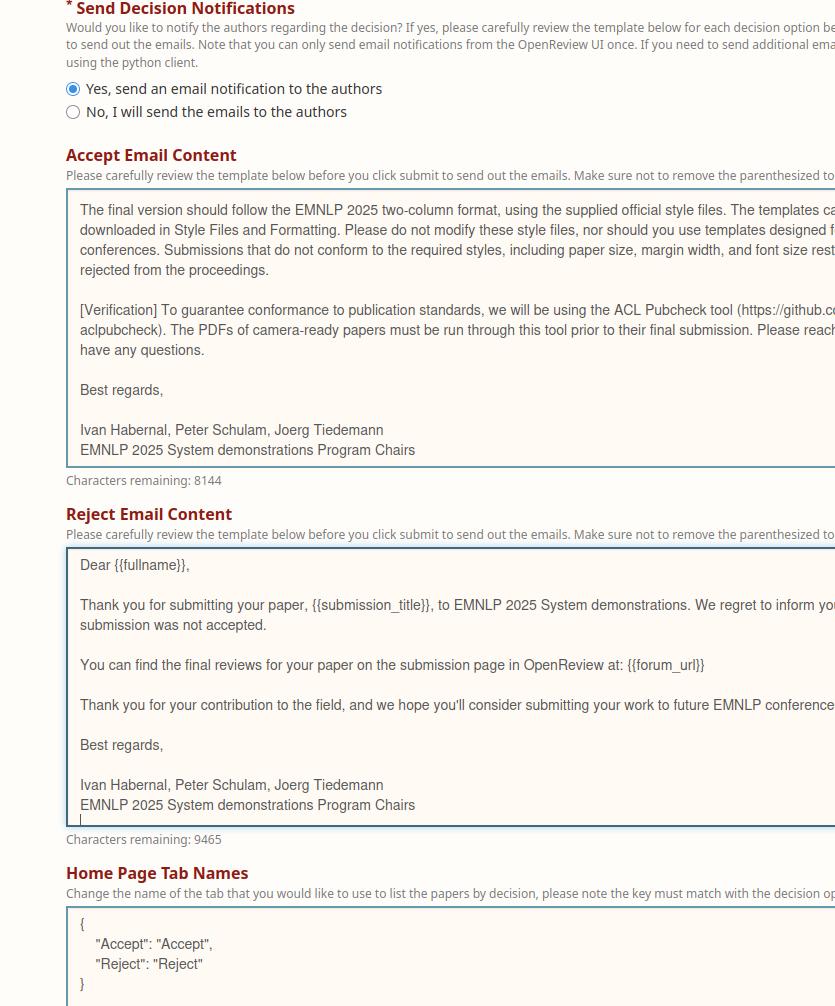 * Send Decision Notifications
Would you like to notify the authors regarding the decision? If yes, please carefully review the template below for each decision option be
to send out the emails. Note that you can only send email notifications from the OpenReview UI once. If you need to send additional ema
using the python client.
Yes, send an email notification to the authors
No, I will send the emails to the authors
Accept Email Content
Please carefully review the template below before you click submit to send out the emails. Make sure not to remove the parenthesized to
The final version should follow the EMNLP 2025 two-column format, using the supplied official style files. The templates ca
downloaded in Style Files and Formatting. Please do not modify these style files, nor should you use templates designed f
conferences. Submissions that do not conform to the required styles, including paper size, margin width, and font size rest
rejected from the proceedings.
[Verification] To guarantee conformance to publication standards, we will be using the ACL Pubcheck tool (https://github.co
aclpubcheck). The PDFs of camera-ready papers must be run through this tool prior to their final submission. Please reach
have any questions.
Best regards,
Ivan Habernal, Peter Schulam, Joerg Tiedemann
EMNLP 2025 System demonstrations Program Chairs
Characters remaining: 8144
Reject Email Content
Please carefully review the template below before you click submit to send out the emails. Make sure not to remove the parenthesized to
Dear {{fullname}},
Thank you for submitting your paper, {{submission_title}}, to EMNLP 2025 System demonstrations. We regret to inform you
submission was not accepted.
You can find the final reviews for your paper on the submission page in OpenReview at: {{forum_url}}
Thank you for your contribution to the field, and we hope you'll consider submitting your work to future EMNLP conference
Best regards,
Ivan Habernal, Peter Schulam, Joerg Tiedemann
EMNLP 2025 System demonstrations Program Chairs
Characters remaining: 9465
Home Page Tab Names
Change the name of the tab that you would like to use to list the papers by decision, please note the key must match with the decision op
{
"Accept": "Accept",
"Reject": "Reject"
}